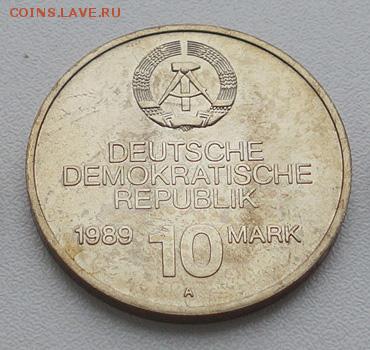 COINS.LAVE.RU
DEUTSCHE
DEMOKRATISCHE
REPUBLIK
1989 10 MARK
A